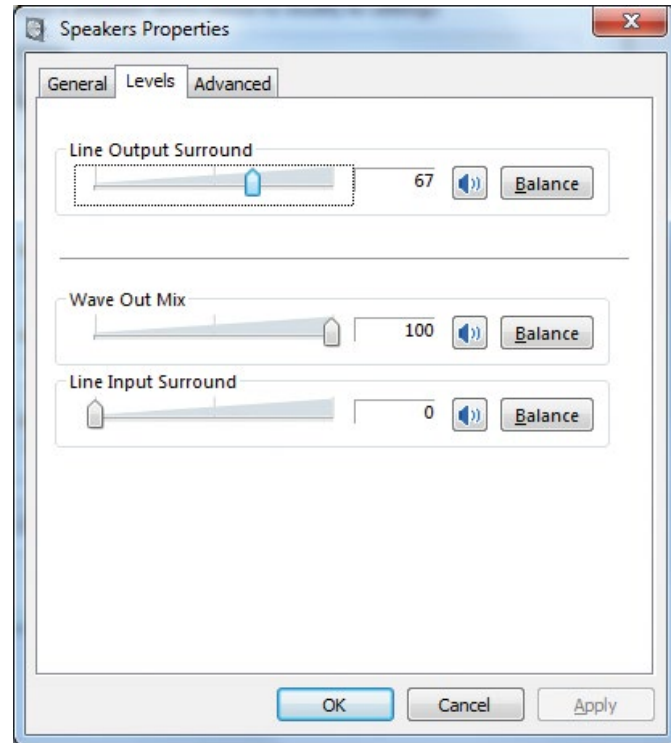 Speakers Properties
General Levels Advanced
Line Output Surround
67 Balance
Wave Out Mix
100 Balance
Line Input Surround
0 Balance
OK Cancel Apply